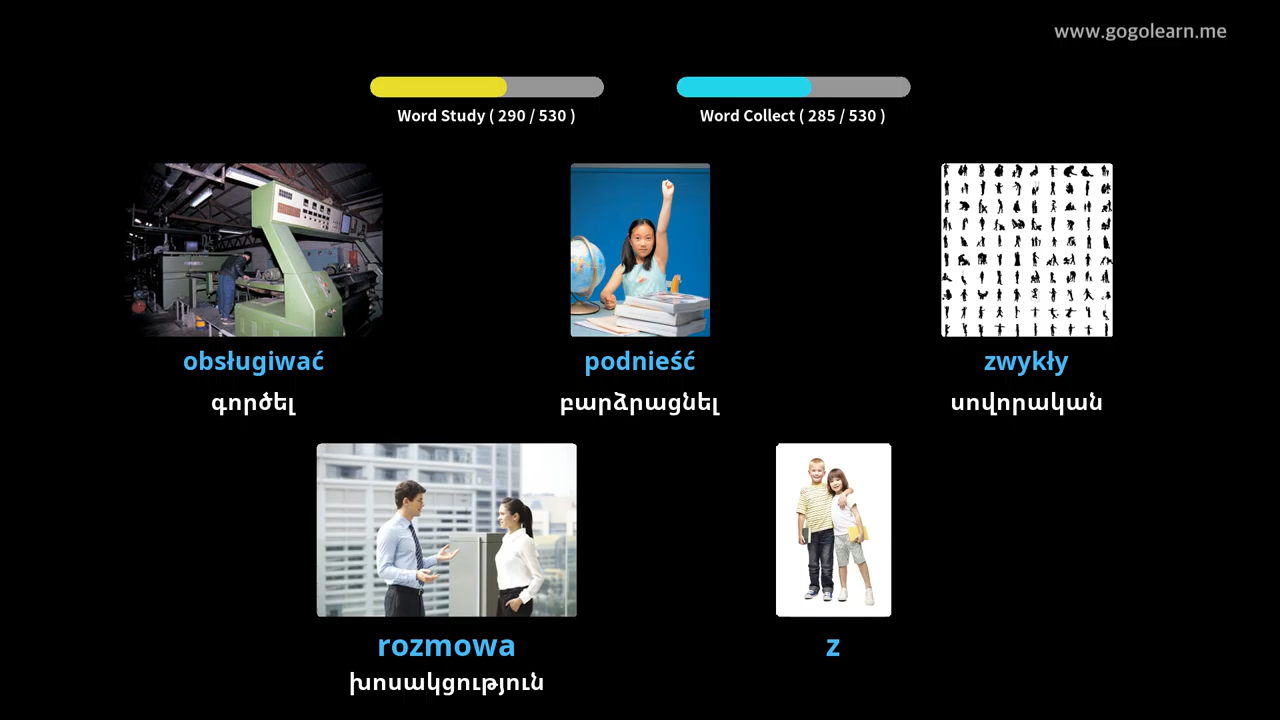 www.gogolearn.me
Word Study ( 290 / 530 )
Word Collect ( 285 / 530 )
obsługiwać
գործել
podnieść
բարձրացնել
zwykły
սովորական
rozmowa
խոսակցություն
z